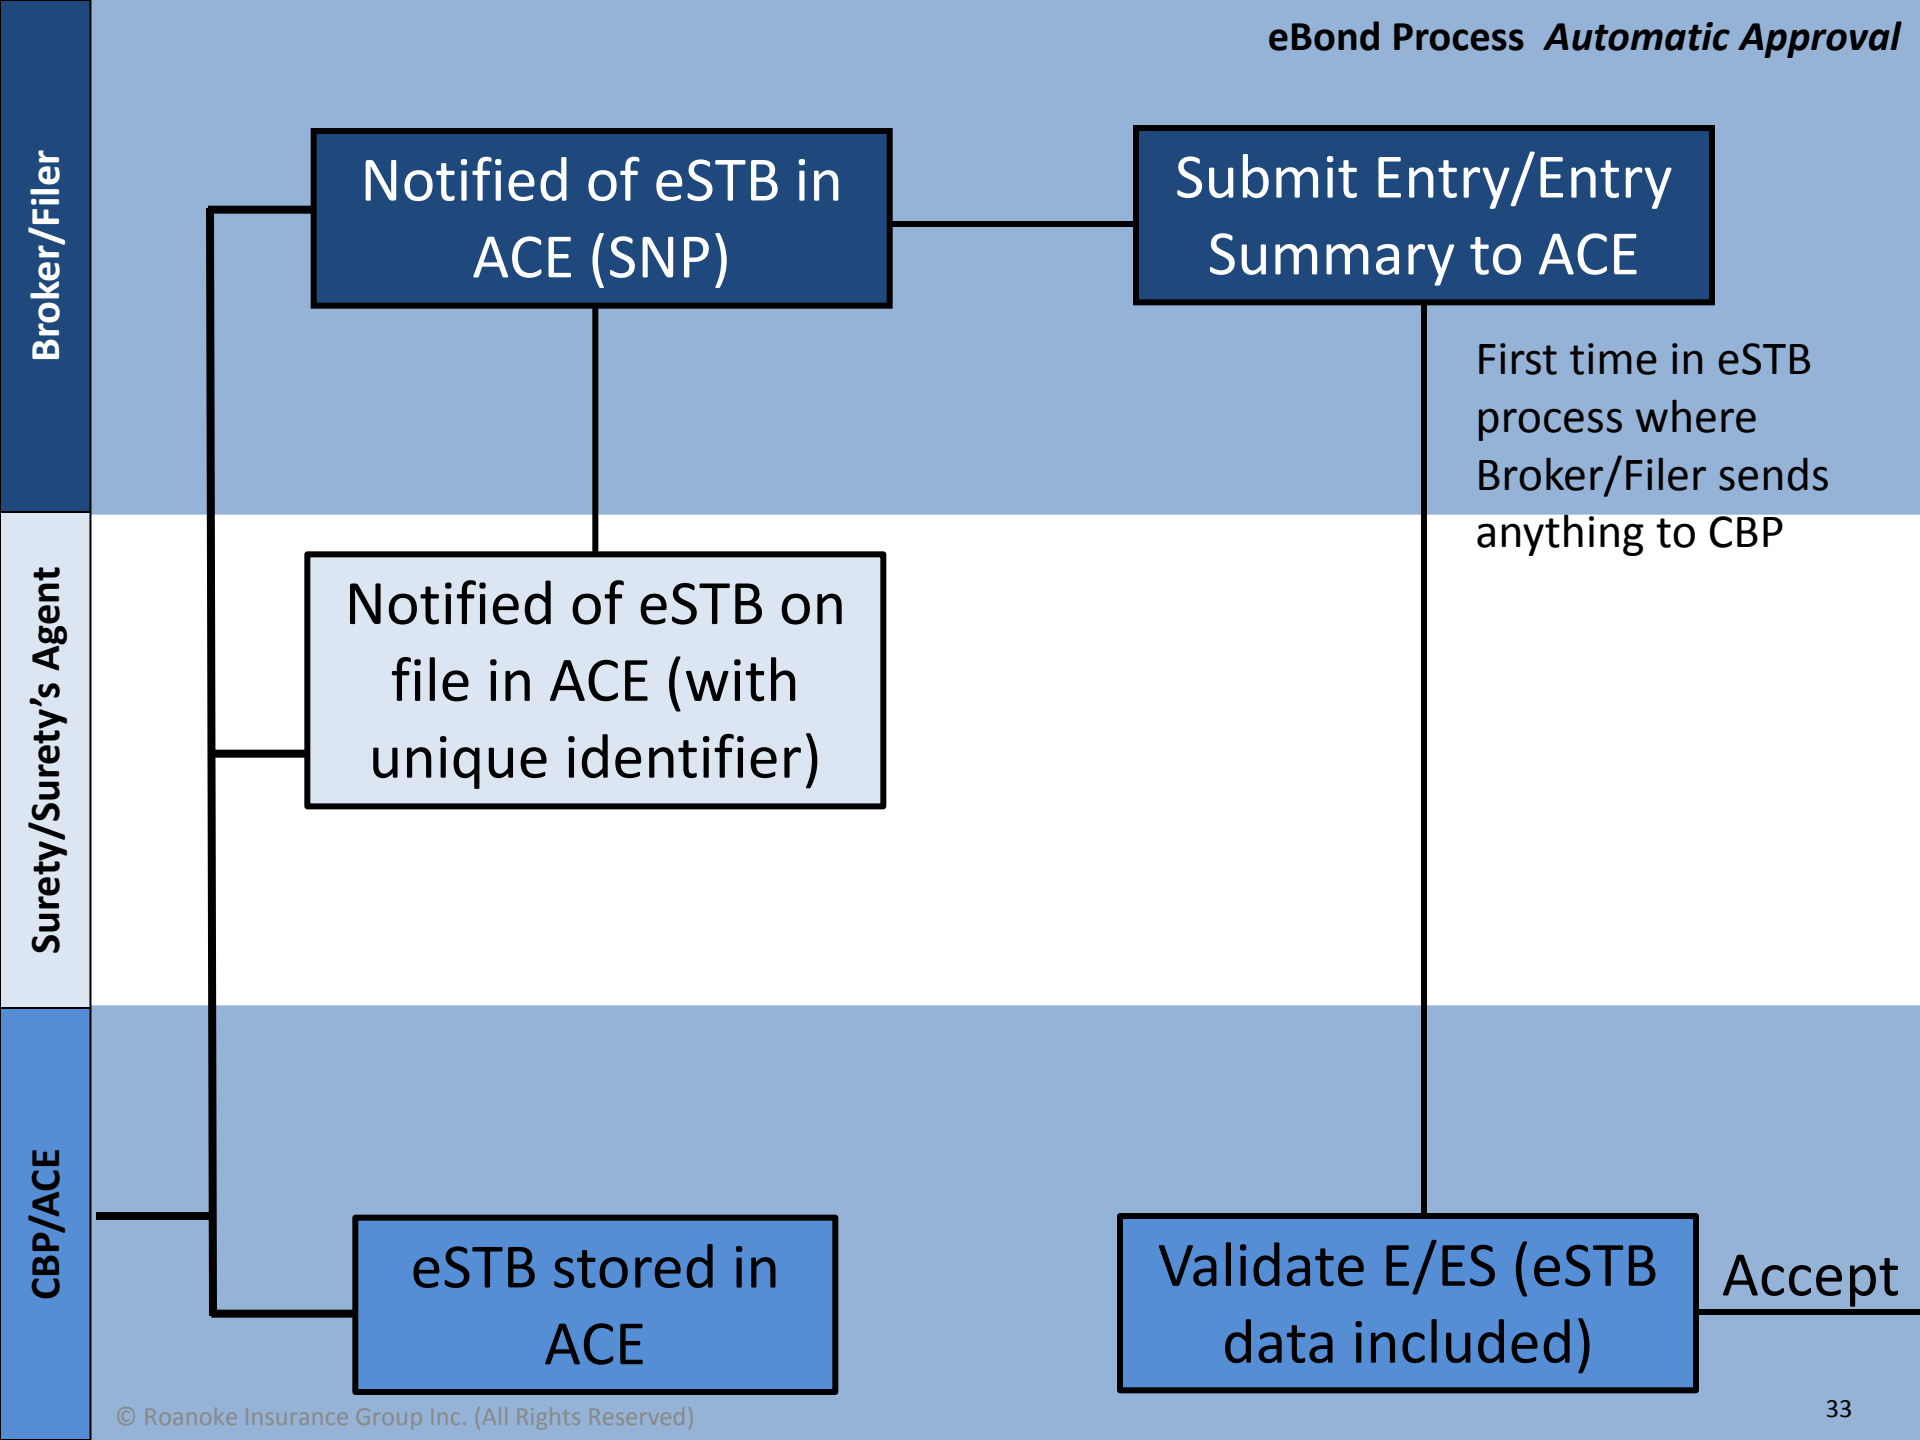 eBond Process Automatic Approval
Broker/Filer
Notified of eSTB in
ACE (SNP)
Submit Entry/Entry
Summary to ACE
First time in eSTB
process where
Broker/Filer sends
anything to CBP
Surety/Surety’s Agent
Notified of eSTB on
file in ACE (with
unique identifier)
CBP/ACE
eSTB stored in
ACE
Validate E/ES (eSTB
data included)
Accept
© Roanoke Insurance Group Inc. (All Rights Reserved)
33